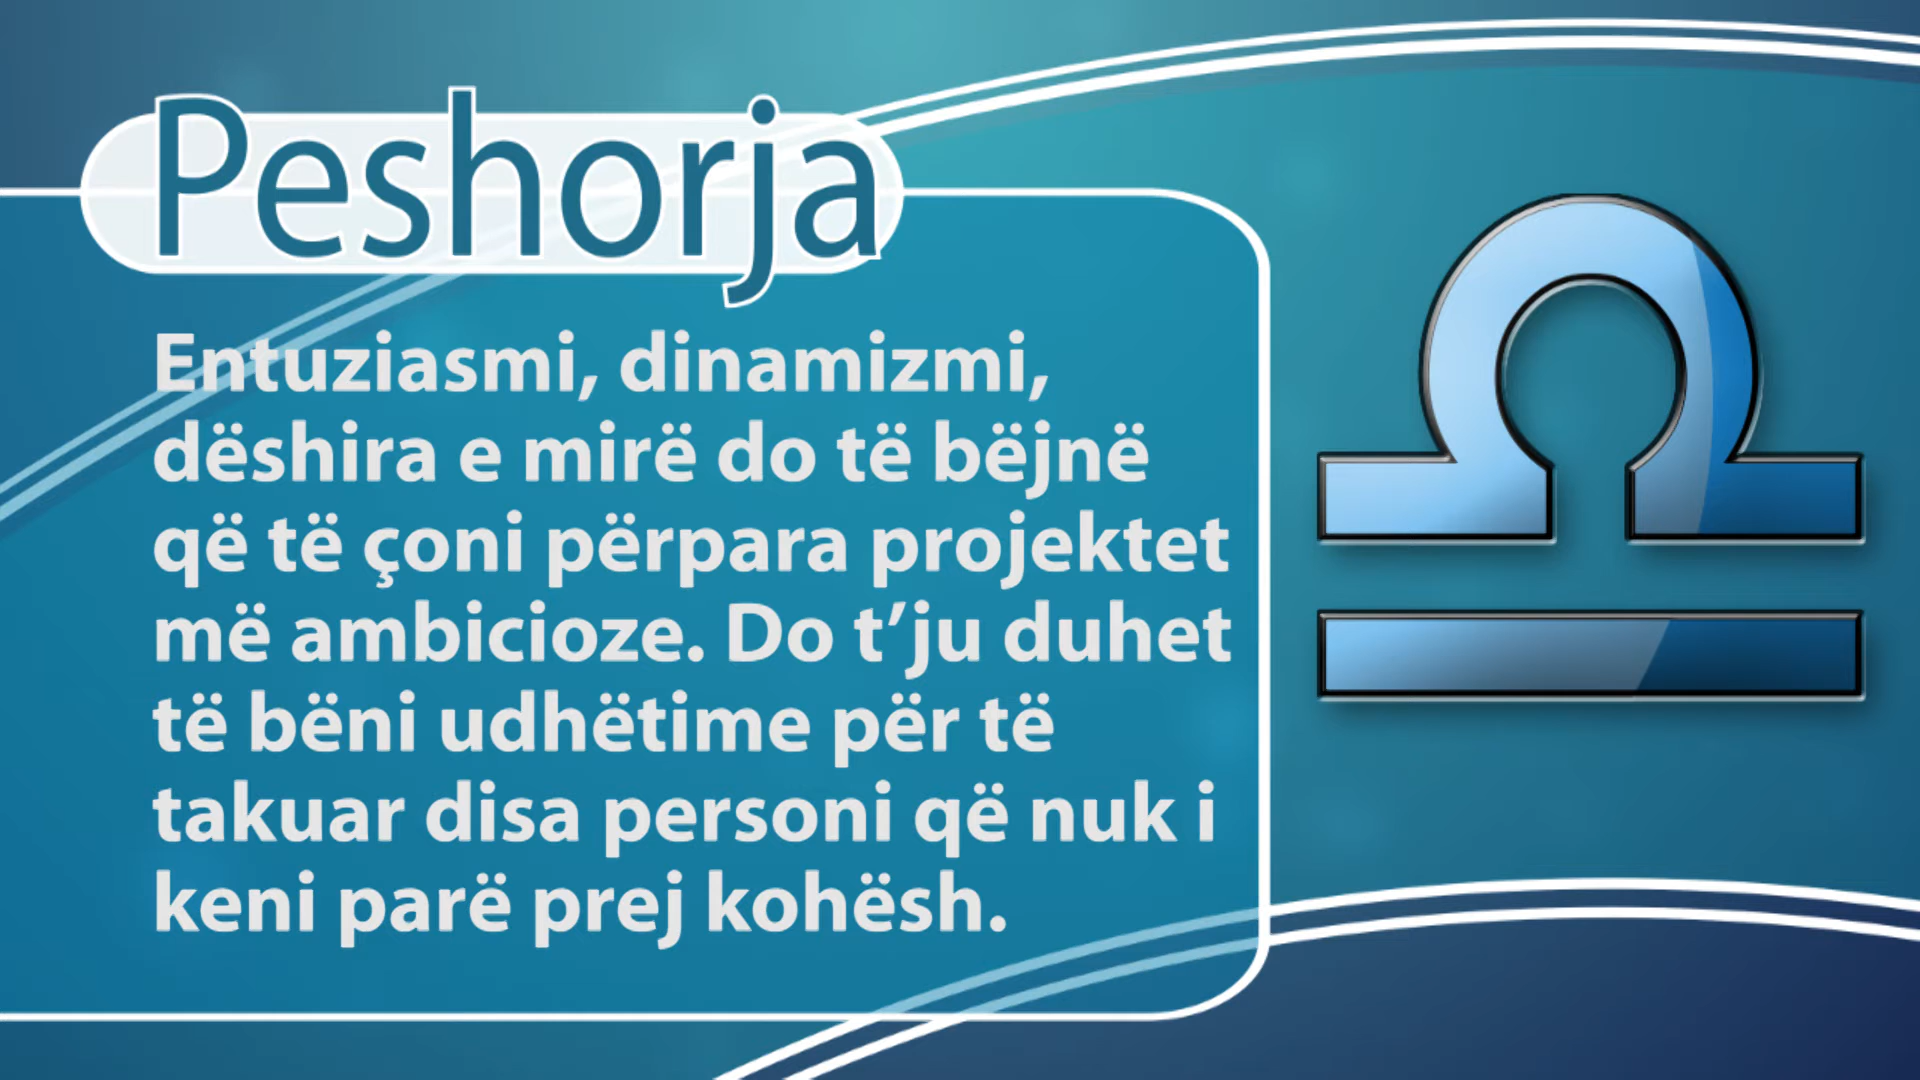 Peshorja
Entuziasmi, dinamizmi,
dëshira e mirë do të bëjnë
që të çoni përpara projektet
më ambicioze. Do t’ju duhet
të bëni udhëtime për të
takuar disa personi që nuk i
keni parë prej kohësh.